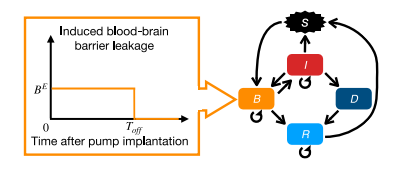 Induced blood-brain
barrier leakage
B^E
0
T_off
Time after pump implantation
S
I
B
D
R